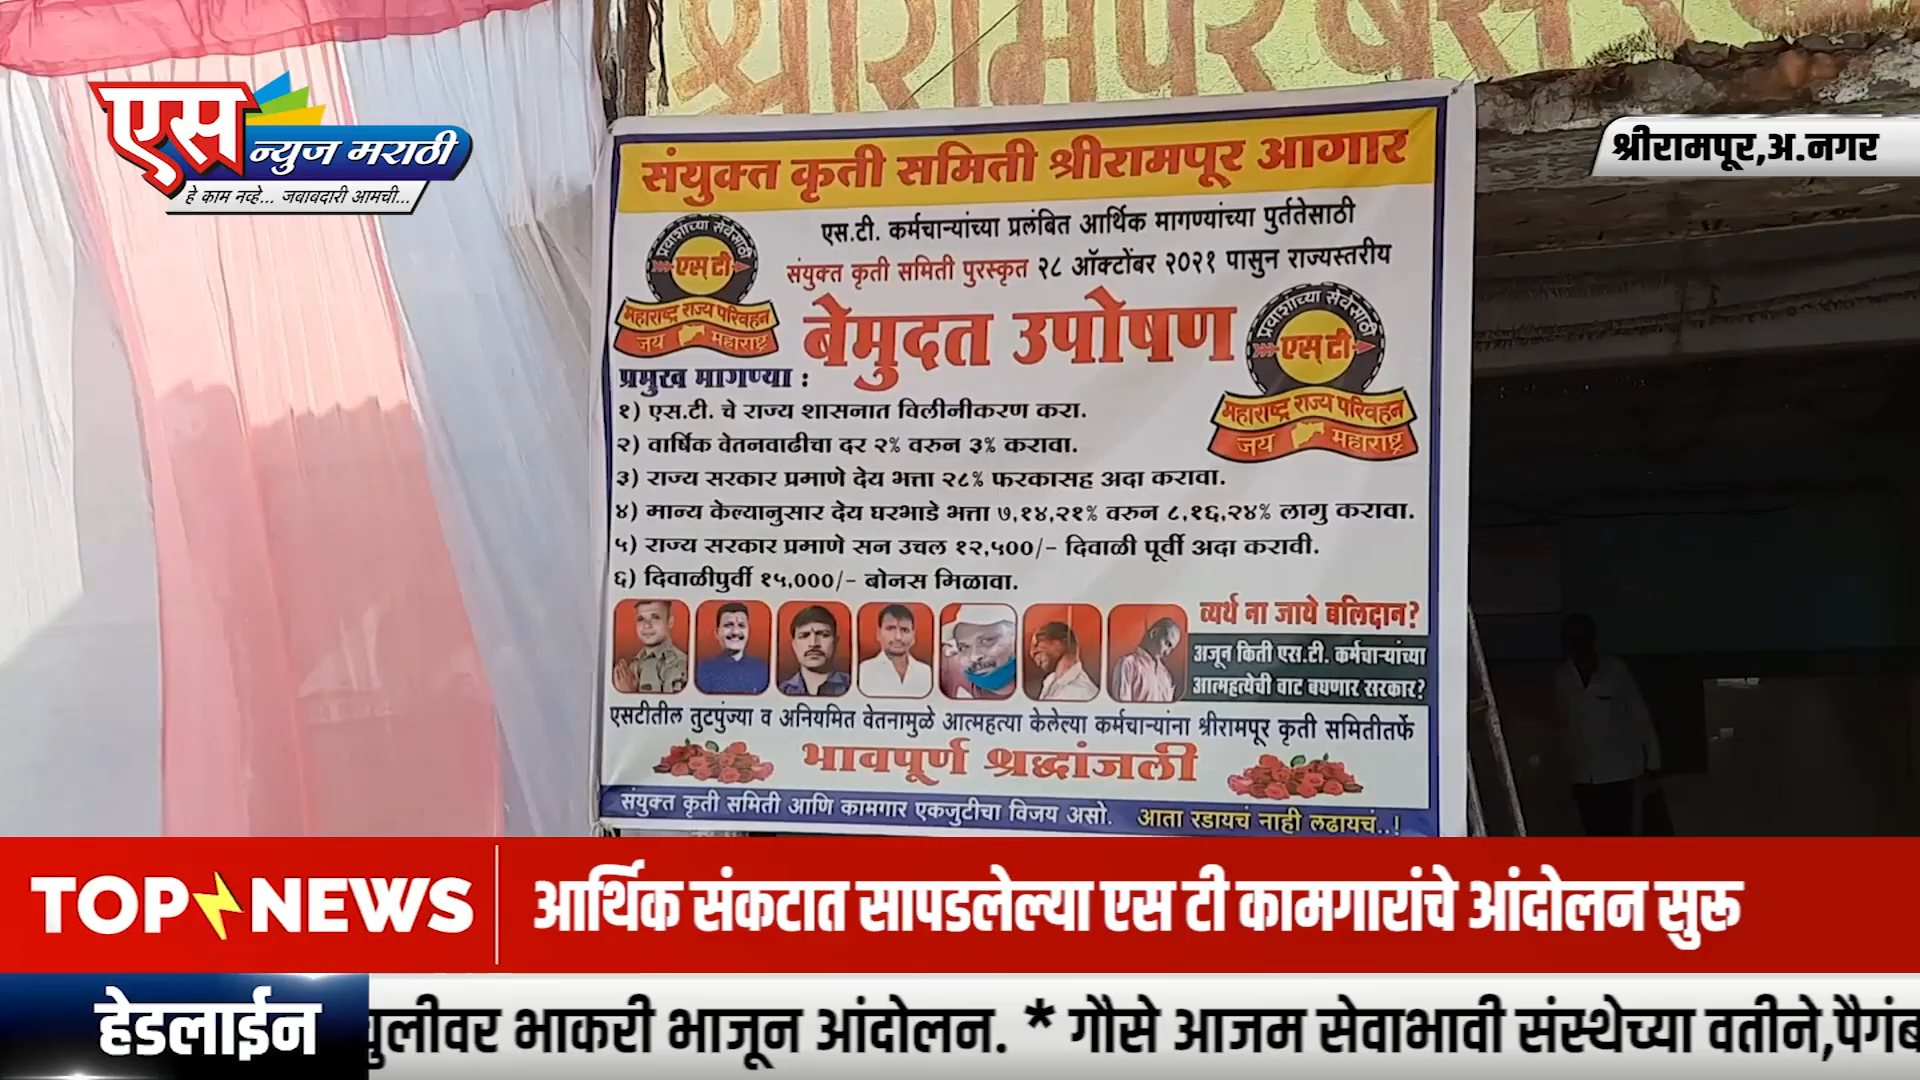 श्रीरामपूर बस
एस
न्युज मराठी
हे काम नव्हे... जवाबदारी आमची...
श्रीरामपूर,अ.नगर
संयुक्त कृती समिती श्रीरामपूर आगार
एस.टी. कर्मचाऱ्यांच्या प्रलंबित आर्थिक मागण्यांच्या पुर्ततेसाठी
संयुक्त कृती समिती पुरस्कृत २८ ऑक्टोंबर २०२१ पासुन राज्यस्तरीय
बेमुदत उपोषण
प्रवाशांच्या सेवेसाठी
एस टी
महाराष्ट्र राज्य परिवहन
जय महाराष्ट्र
प्रवाशांच्या सेवेसाठी
एस टी
महाराष्ट्र राज्य परिवहन
जय महाराष्ट्र
प्रमुख मागण्या :
१) एस.टी. चे राज्य शासनात विलीनीकरण करा.
२) वार्षिक वेतनवाढीचा दर २% वरुन ३% करावा.
३) राज्य सरकार प्रमाणे देय भत्ता २८% फरकासह अदा करावा.
४) मान्य केल्यानुसार देय घरभाडे भत्ता ७,१४,२१% वरुन ८,१६,२४% लागु करावा.
५) राज्य सरकार प्रमाणे सन उचल १२,५००/- दिवाळी पूर्वी अदा करावी.
६) दिवाळीपुर्वी १५,०००/- बोनस मिळावा.
व्यर्थ ना जाये बलिदान?
अजून किती एस.टी. कर्मचाऱ्यांच्या
आत्महत्येची वाट बघणार सरकार?
एसटीतील तुटपुंज्या व अनियमित वेतनामुळे आत्महत्या केलेल्या कर्मचाऱ्यांना श्रीरामपूर कृती समितीतर्फे
भावपूर्ण श्रद्धांजली
संयुक्त कृती समिती आणि कामगार एकजुटीचा विजय असो. आता रडायचं नाही लढायचं..!
TOP NEWS
आर्थिक संकटात सापडलेल्या एस टी कामगारांचे आंदोलन सुरू
हेडलाईन
चुलीवर भाकरी भाजून आंदोलन. * गौसे आजम सेवाभावी संस्थेच्या वतीने,पैगंब